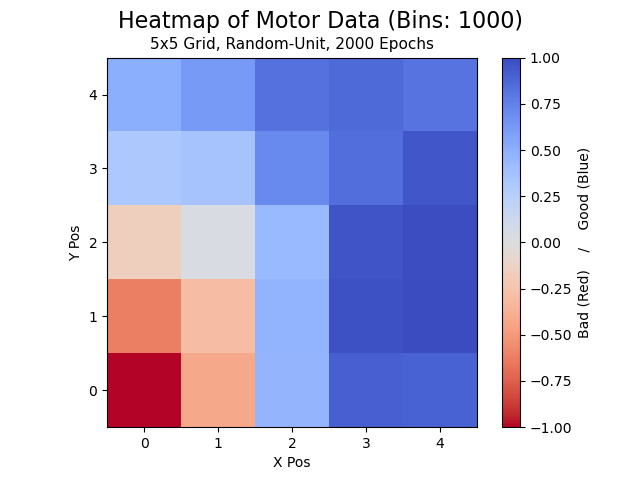 Heatmap of Motor Data (Bins: 1000)
5x5 Grid, Random-Unit, 2000 Epochs
4
3
2
1
0
Y Pos
0 1 2 3 4
X Pos
1.00
0.75
0.50
0.25
0.00
−0.25
−0.50
−0.75
−1.00
Bad (Red) / Good (Blue)